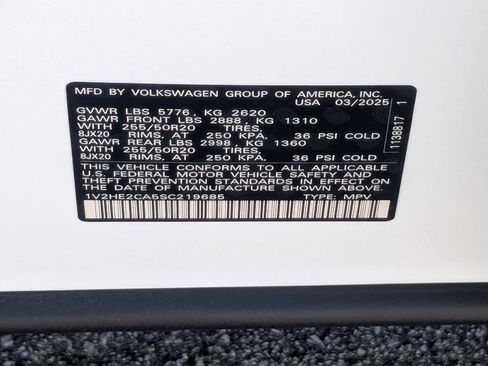 MFD BY VOLKSWAGEN GROUP OF AMERICA, INC.
USA 03/2025
GVWR LBS 5776, KG 2620
GAWR FRONT LBS 2888, KG 1310
WITH 255/50R20 TIRES,
8JX20 RIMS, AT 250 KPA, 36 PSI COLD
GAWR REAR LBS 2998, KG 1360
WITH 255/50R20 TIRES,
8JX20 RIMS, AT 250 KPA, 36 PSI COLD
THIS VEHICLE CONFORMS TO ALL APPLICABLE
U.S. FEDERAL MOTOR VEHICLE SAFETY AND
THEFT PREVENTION STANDARDS IN EFFECT ON
THE DATE OF MANUFACTURE SHOWN ABOVE.
1V2HE2CA5SC219685 TYPE: MPV
1138817 1